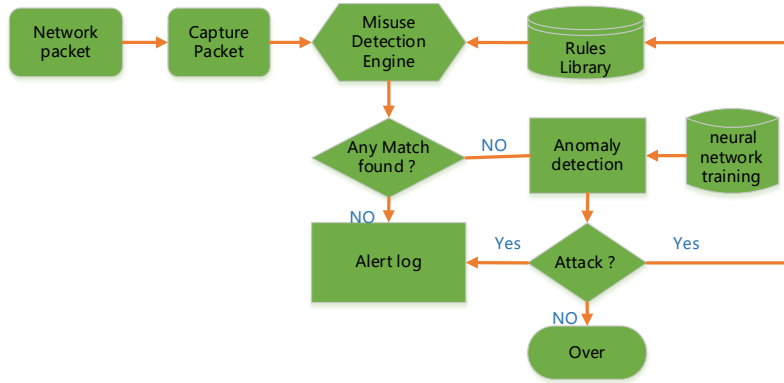 Network
packet
Capture
Packet
Misuse
Detection
Engine
Rules
Library
Any Match
found ?
NO
Anomaly
detection
neural
network
training
NO
Alert log
Yes
Attack ?
Yes
NO
Over